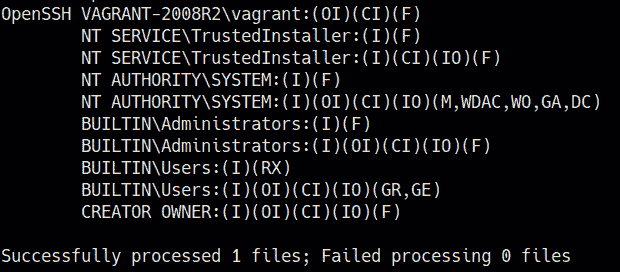 OpenSSH VAGRANT-2008R2\vagrant:(OI)(CI)(F)
NT SERVICE\TrustedInstaller:(I)(F)
NT SERVICE\TrustedInstaller:(I)(CI)(IO)(F)
NT AUTHORITY\SYSTEM:(I)(F)
NT AUTHORITY\SYSTEM:(I)(OI)(CI)(IO)(M,WDAC,WO,GA,DC)
BUILTIN\Administrators:(I)(F)
BUILTIN\Administrators:(I)(OI)(CI)(IO)(F)
BUILTIN\Users:(I)(RX)
BUILTIN\Users:(I)(OI)(CI)(IO)(GR,GE)
CREATOR OWNER:(I)(OI)(CI)(IO)(F)
Successfully processed 1 files; Failed processing 0 files